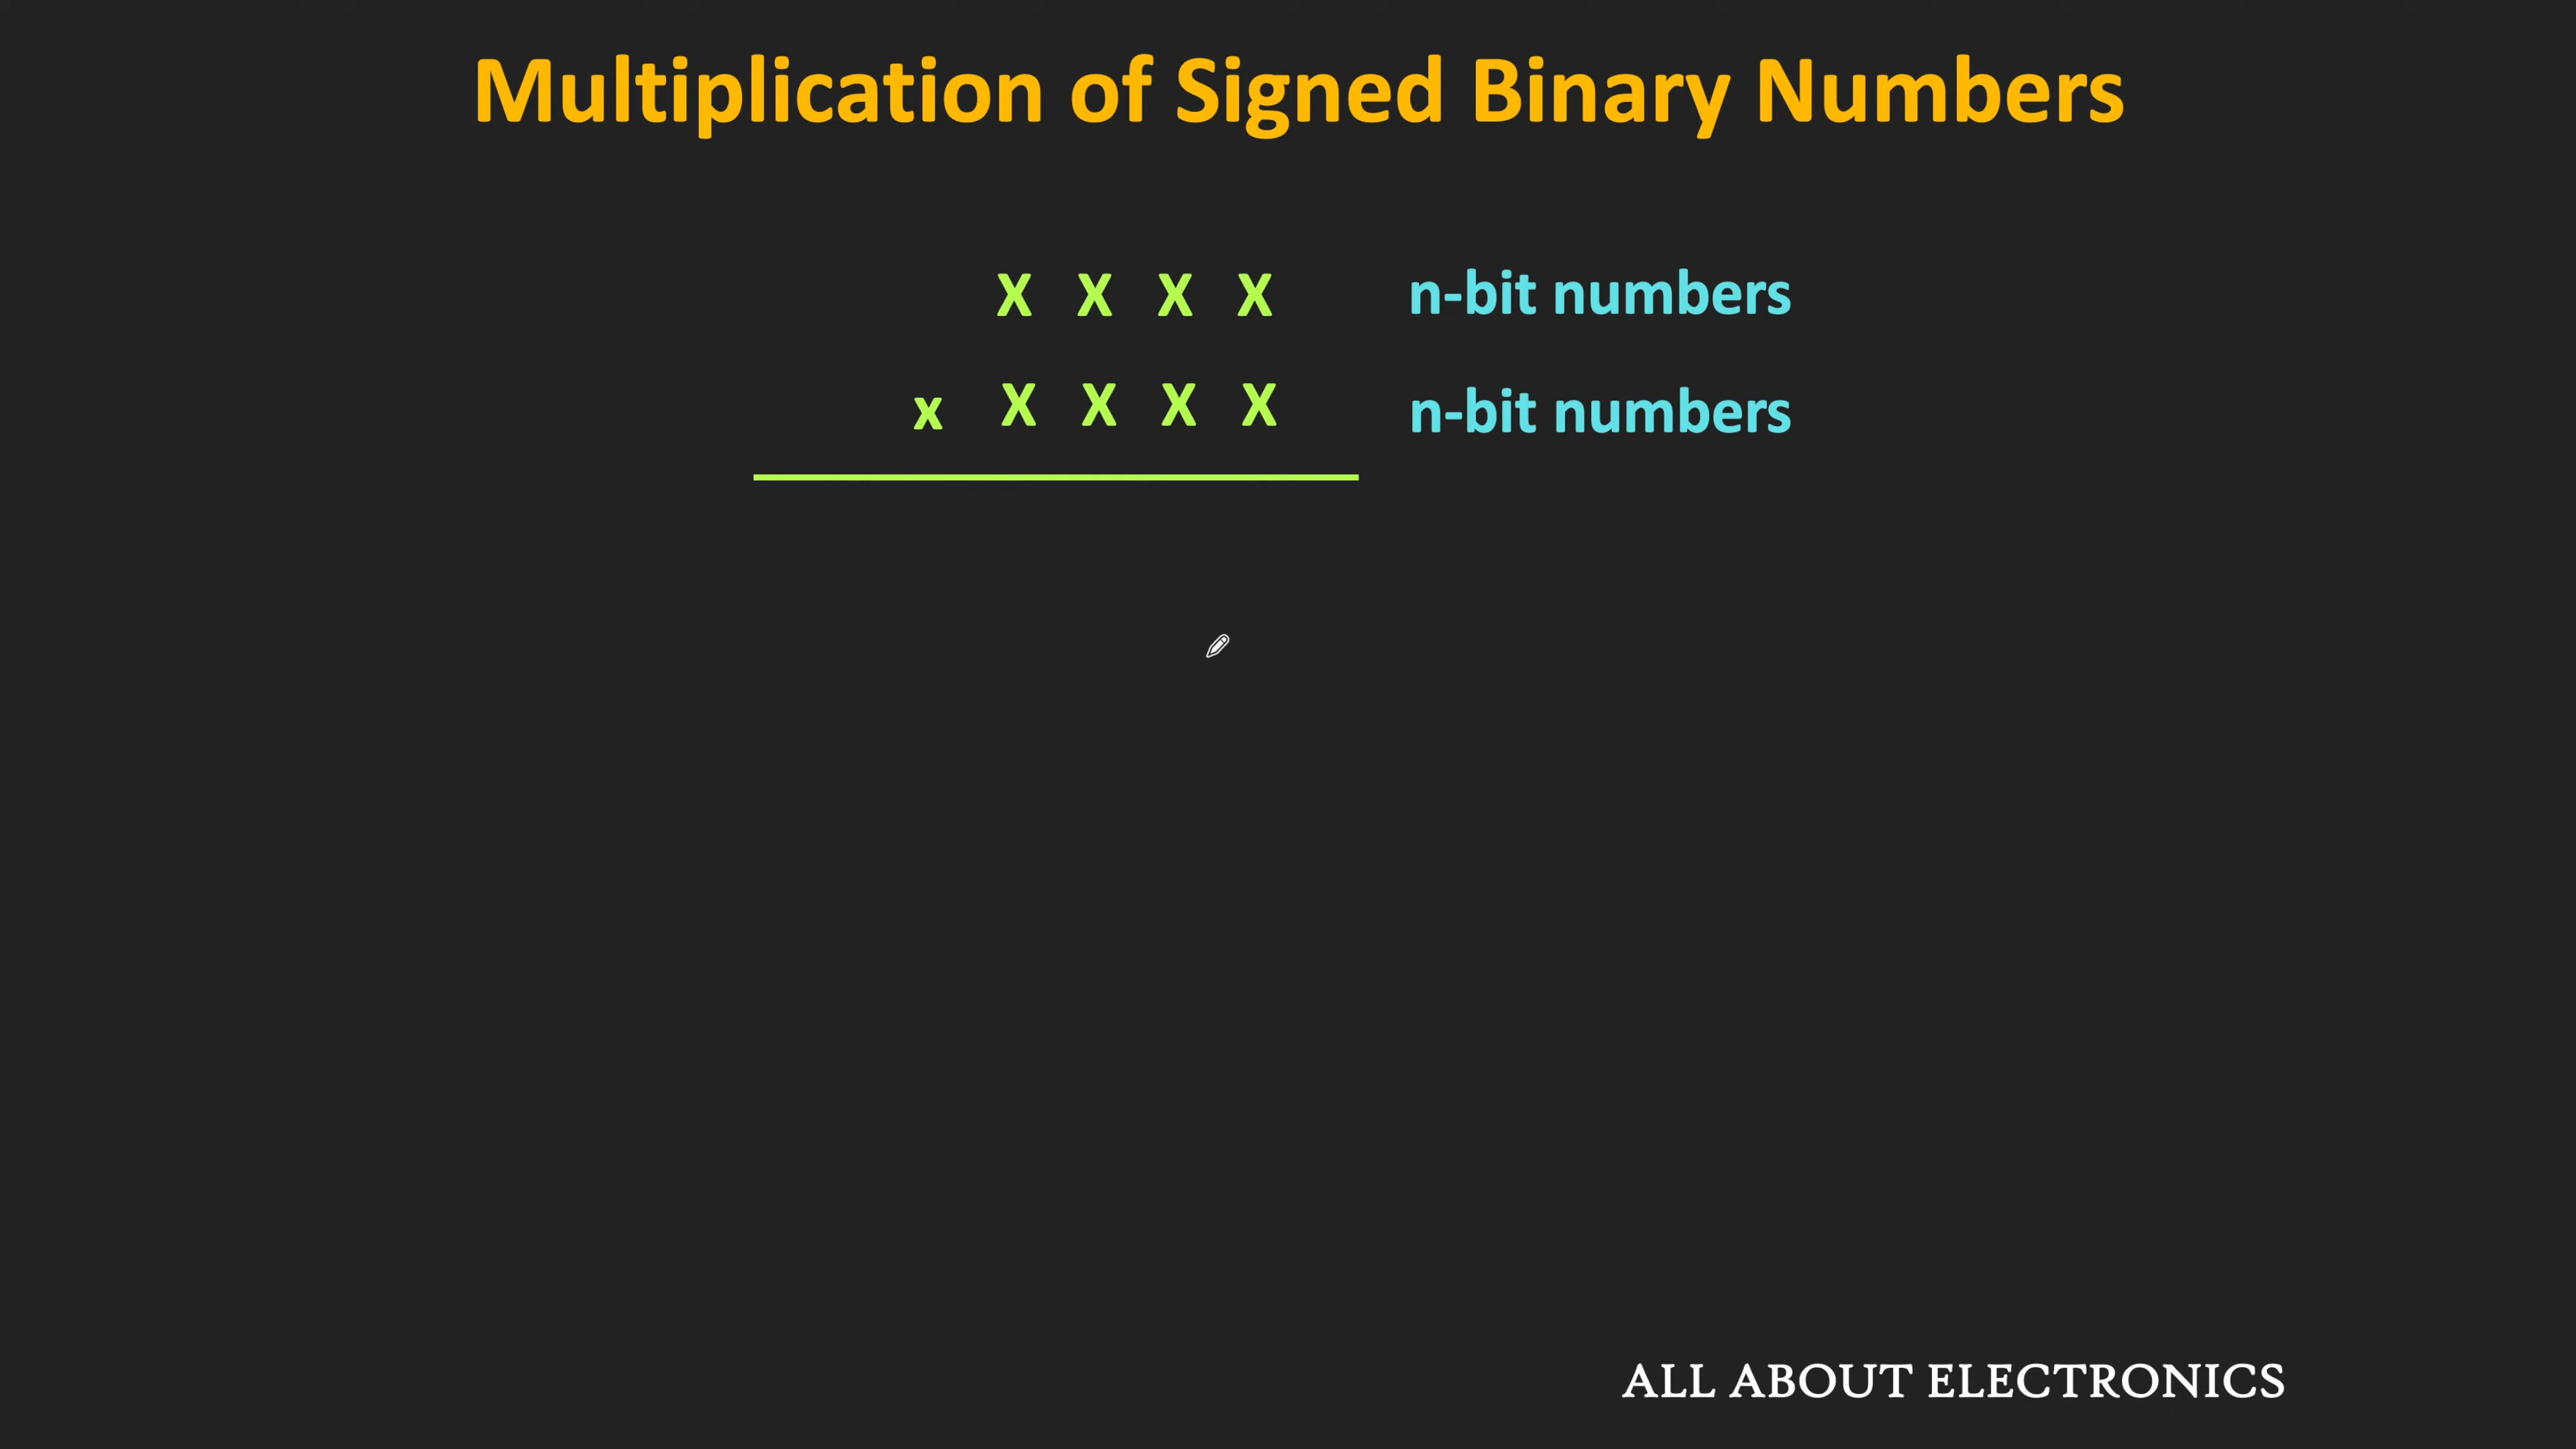 Multiplication of Signed Binary Numbers
X X X X n-bit numbers
x X X X X n-bit numbers
ALL ABOUT ELECTRONICS